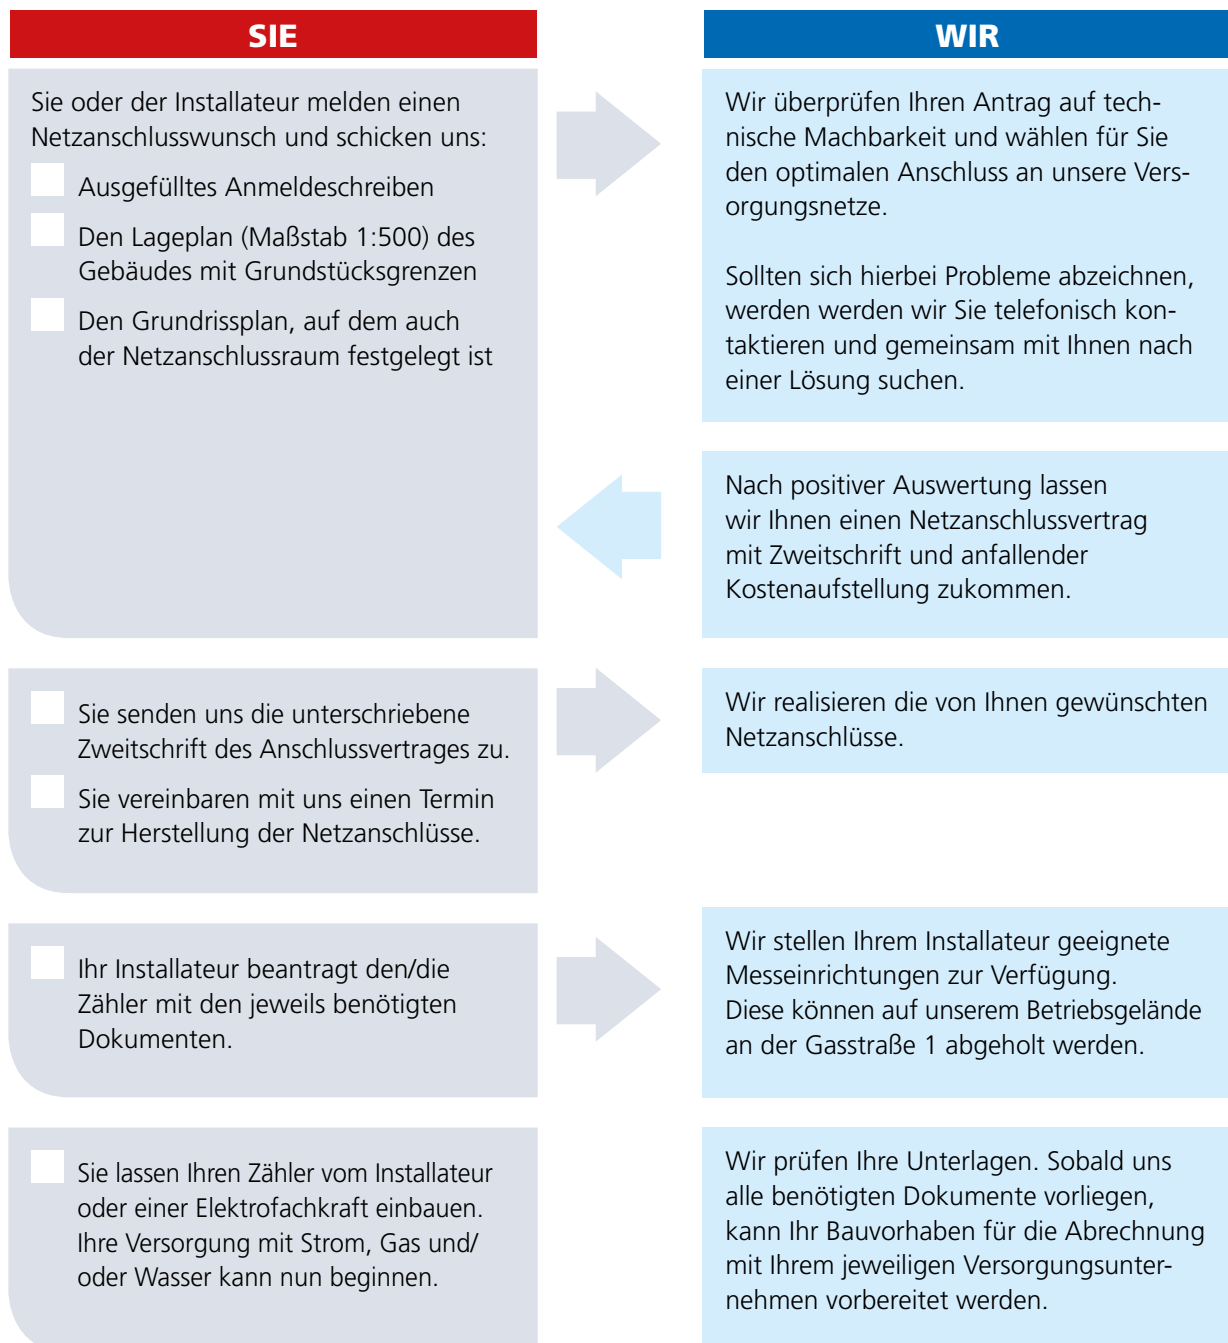 SIE
WIR
Sie oder der Installateur melden einen
Netzanschlusswunsch und schicken uns:
Ausgefülltes Anmeldeschreiben
Den Lageplan (Maßstab 1:500) des
Gebäudes mit Grundstücksgrenzen
Den Grundrissplan, auf dem auch
der Netzanschlussraum festgelegt ist
Wir überprüfen Ihren Antrag auf tech-
nische Machbarkeit und wählen für Sie
den optimalen Anschluss an unsere Vers-
orgungsnetze.
Sollten sich hierbei Probleme abzeichnen,
werden werden wir Sie telefonisch kon-
taktieren und gemeinsam mit Ihnen nach
einer Lösung suchen.
Nach positiver Auswertung lassen
wir Ihnen einen Netzanschlussvertrag
mit Zweitschrift und anfallender
Kostenaufstellung zukommen.
Sie senden uns die unterschriebene
Zweitschrift des Anschlussvertrages zu.
Sie vereinbaren mit uns einen Termin
zur Herstellung der Netzanschlüsse.
Wir realisieren die von Ihnen gewünschten
Netzanschlüsse.
Ihr Installateur beantragt den/die
Zähler mit den jeweils benötigten
Dokumenten.
Wir stellen Ihrem Installateur geeignete
Messeinrichtungen zur Verfügung.
Diese können auf unserem Betriebsgelände
an der Gasstraße 1 abgeholt werden.
Sie lassen Ihren Zähler vom Installateur
oder einer Elektrofachkraft einbauen.
Ihre Versorgung mit Strom, Gas und/
oder Wasser kann nun beginnen.
Wir prüfen Ihre Unterlagen. Sobald uns
alle benötigten Dokumente vorliegen,
kann Ihr Bauvorhaben für die Abrechnung
mit Ihrem jeweiligen Versorgungsunter-
nehmen vorbereitet werden.